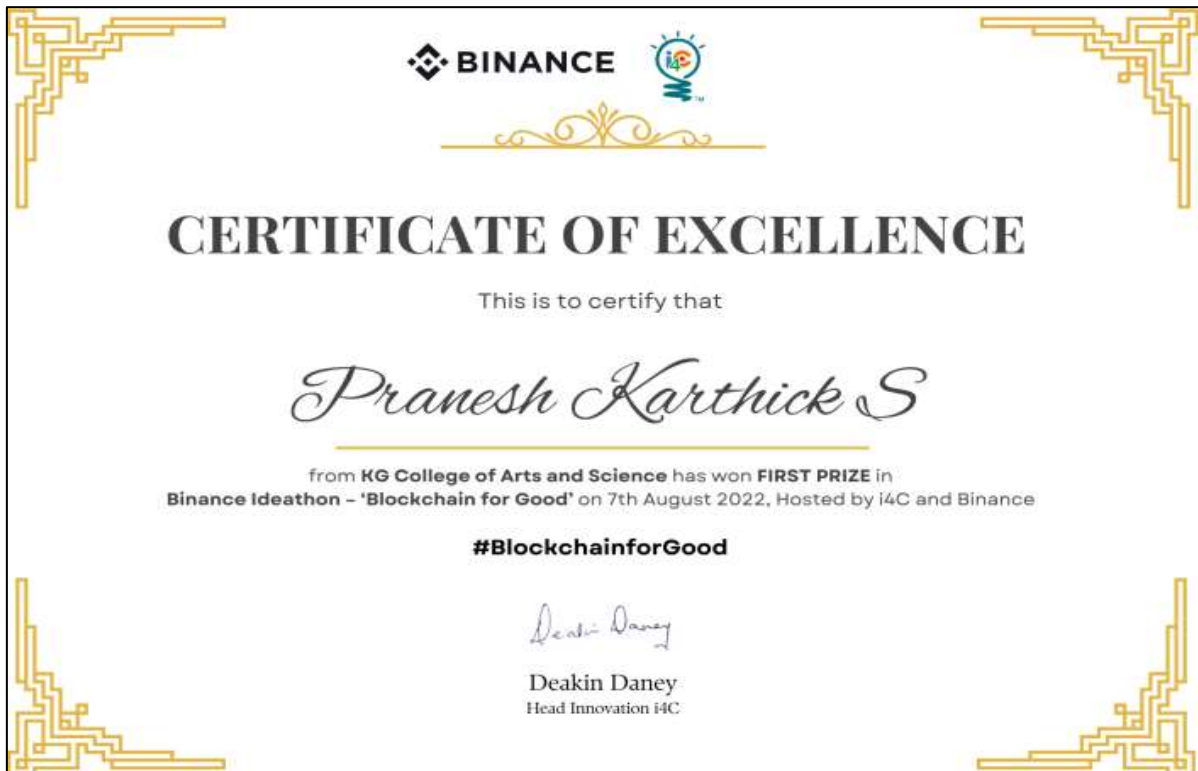 BINANCE
i4C
TM
CERTIFICATE OF EXCELLENCE
This is to certify that
Pranesh Karthick S
from KG College of Arts and Science has won FIRST PRIZE in
Binance Ideathon – ‘Blockchain for Good’ on 7th August 2022, Hosted by i4C and Binance
#BlockchainforGood
Deakin Daney
Deakin Daney
Head Innovation i4C